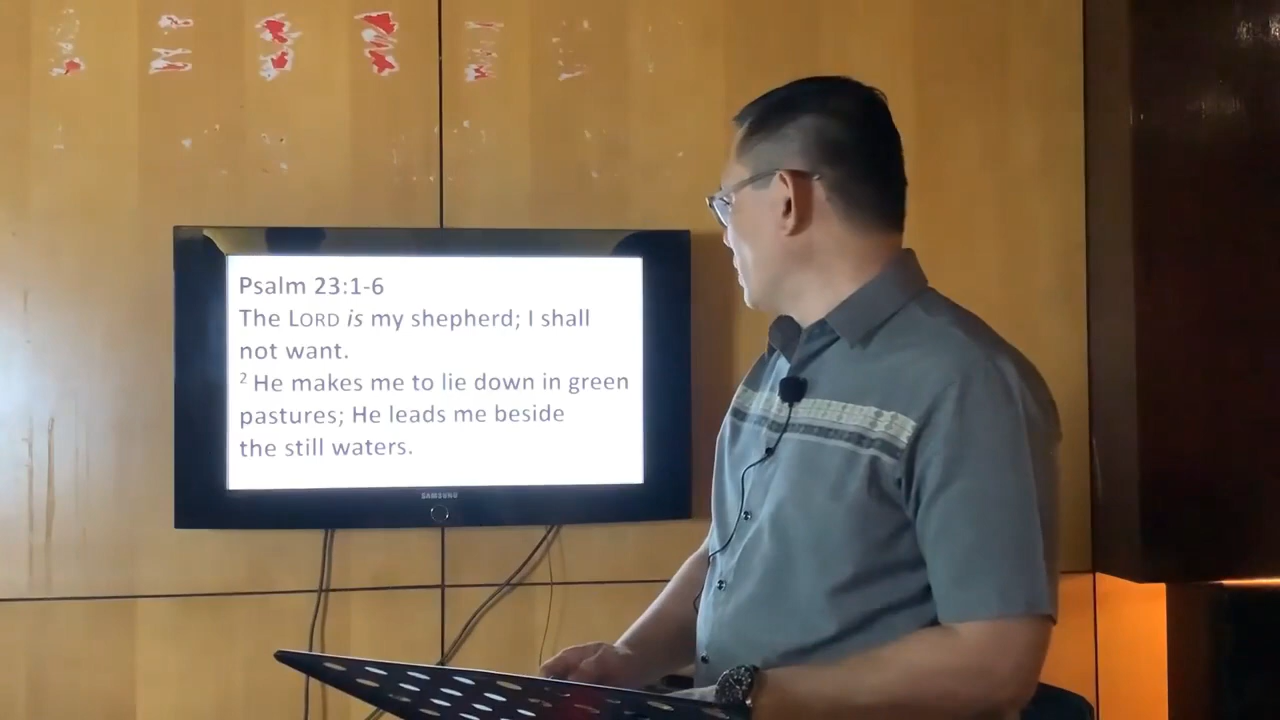 Psalm 23:1-6
The LORD is my shepherd; I shall
not want.
2 He makes me to lie down in green
pastures; He leads me beside
the still waters.
SAMSUNG